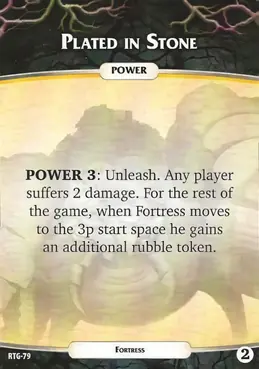 PLATED IN STONE
POWER
POWER 3: Unleash. Any player
suffers 2 damage. For the rest of
the game, when Fortress moves
to the 3p start space he gains
an additional rubble token.
RTG-79
FORTRESS
2